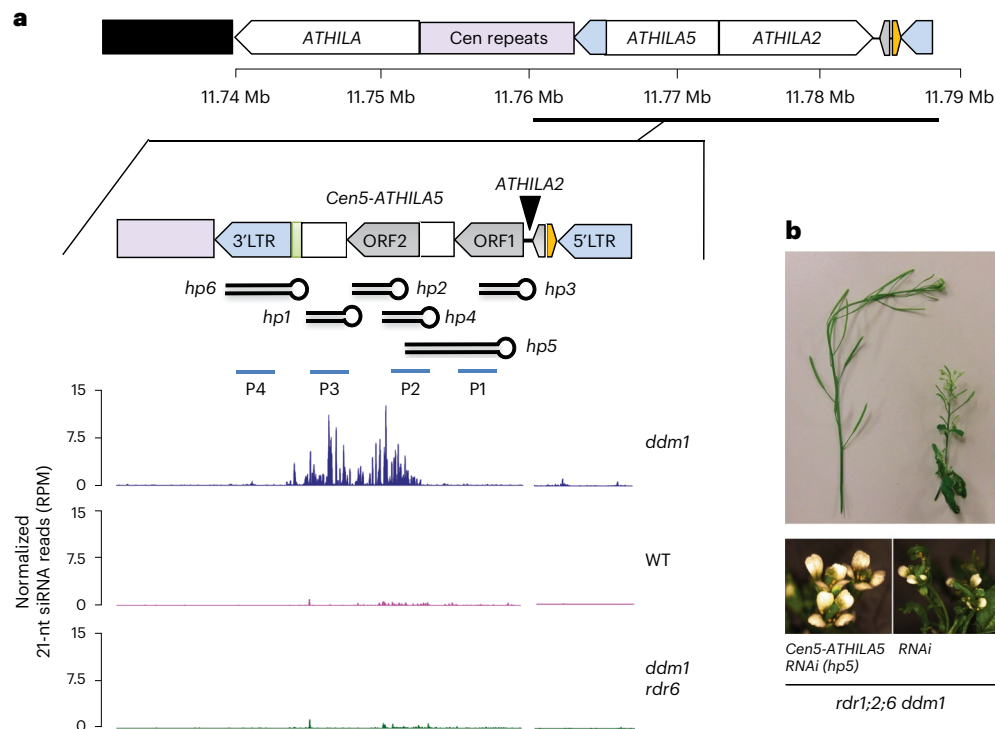 a
ATHILA
Cen repeats
ATHILA5
ATHILA2
11.74 Mb
11.75 Mb
11.76 Mb
11.77 Mb
11.78 Mb
11.79 Mb
Cen5-ATHILA5
ATHILA2
3'LTR
ORF2
ORF1
5'LTR
hp6
hp2
hp3
hp1
hp4
hp5
P4
P3
P2
P1
Normalized
21-nt siRNA reads (RPM)
15
7.5
0
ddm1
15
7.5
0
WT
15
7.5
0
ddm1
rdr6
b
Cen5-ATHILA5
RNAi (hp5)
RNAi
rdr1;2;6 ddm1